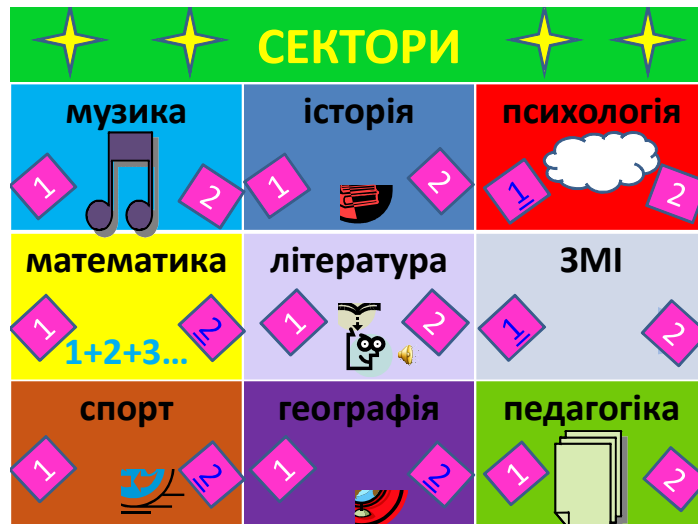 СЕКТОРИ
музика
1 2
історія
1 2
психологія
1 2
математика
1 2
1+2+3...
література
1 2
ЗМІ
1 2
спорт
1 2
географія
1 2
педагогіка
1 2